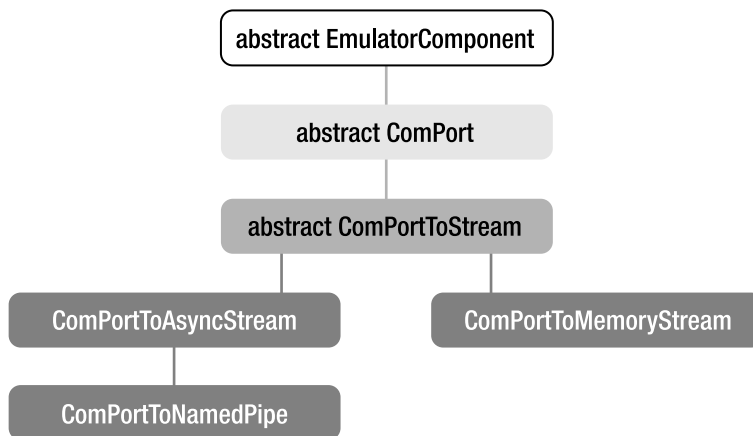 abstract EmulatorComponent
abstract ComPort
abstract ComPortToStream
ComPortToAsyncStream
ComPortToMemoryStream
ComPortToNamedPipe